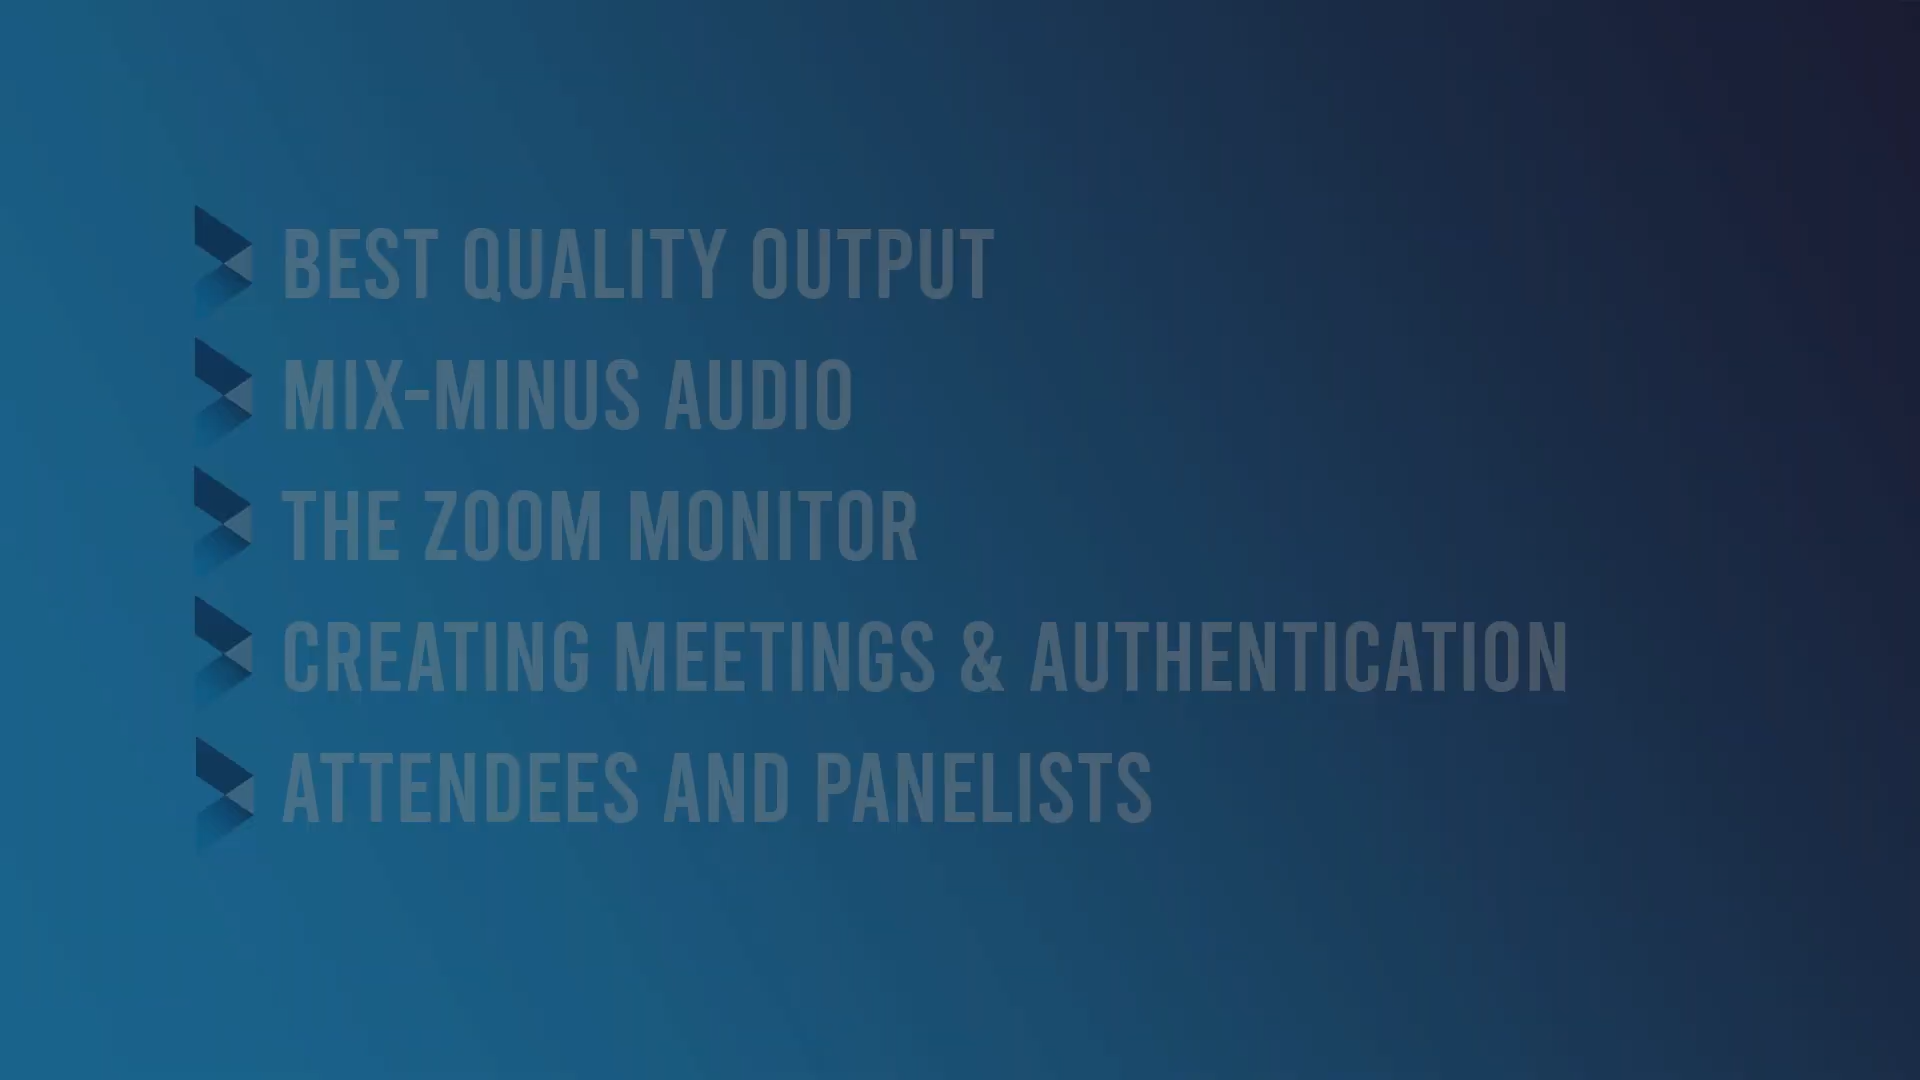 BEST QUALITY OUTPUT
MIX-MINUS AUDIO
THE ZOOM MONITOR
CREATING MEETINGS & AUTHENTICATION
ATTENDEES AND PANELISTS